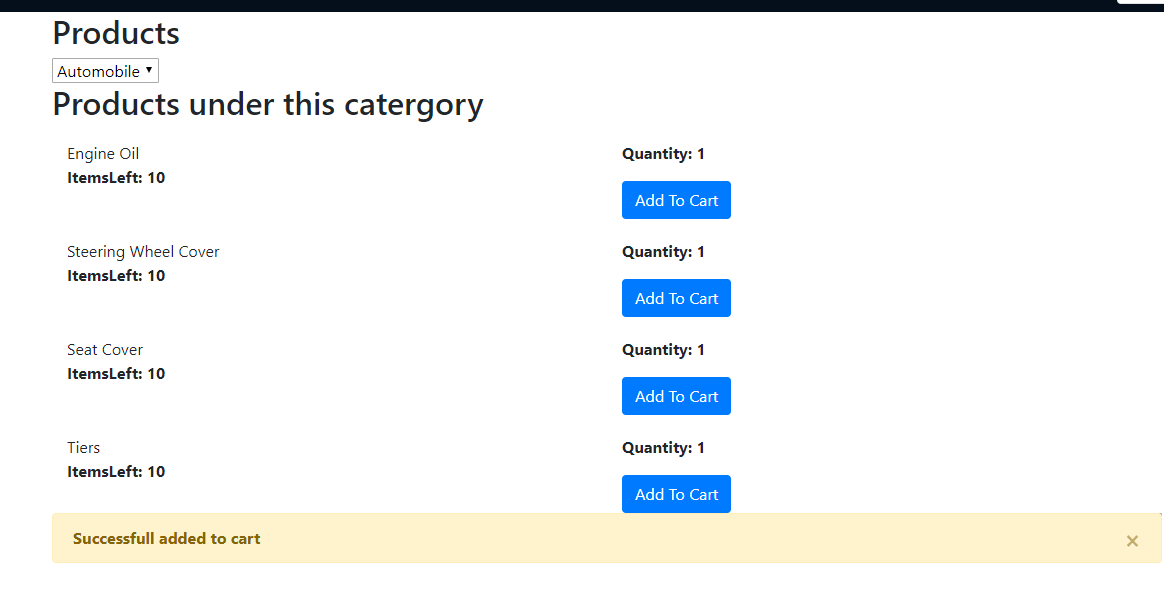 Products
Automobile
Products under this catergory
Engine Oil
ItemsLeft: 10
Quantity: 1
Add To Cart
Steering Wheel Cover
ItemsLeft: 10
Quantity: 1
Add To Cart
Seat Cover
ItemsLeft: 10
Quantity: 1
Add To Cart
Tiers
ItemsLeft: 10
Quantity: 1
Add To Cart
Successfull added to cart ×